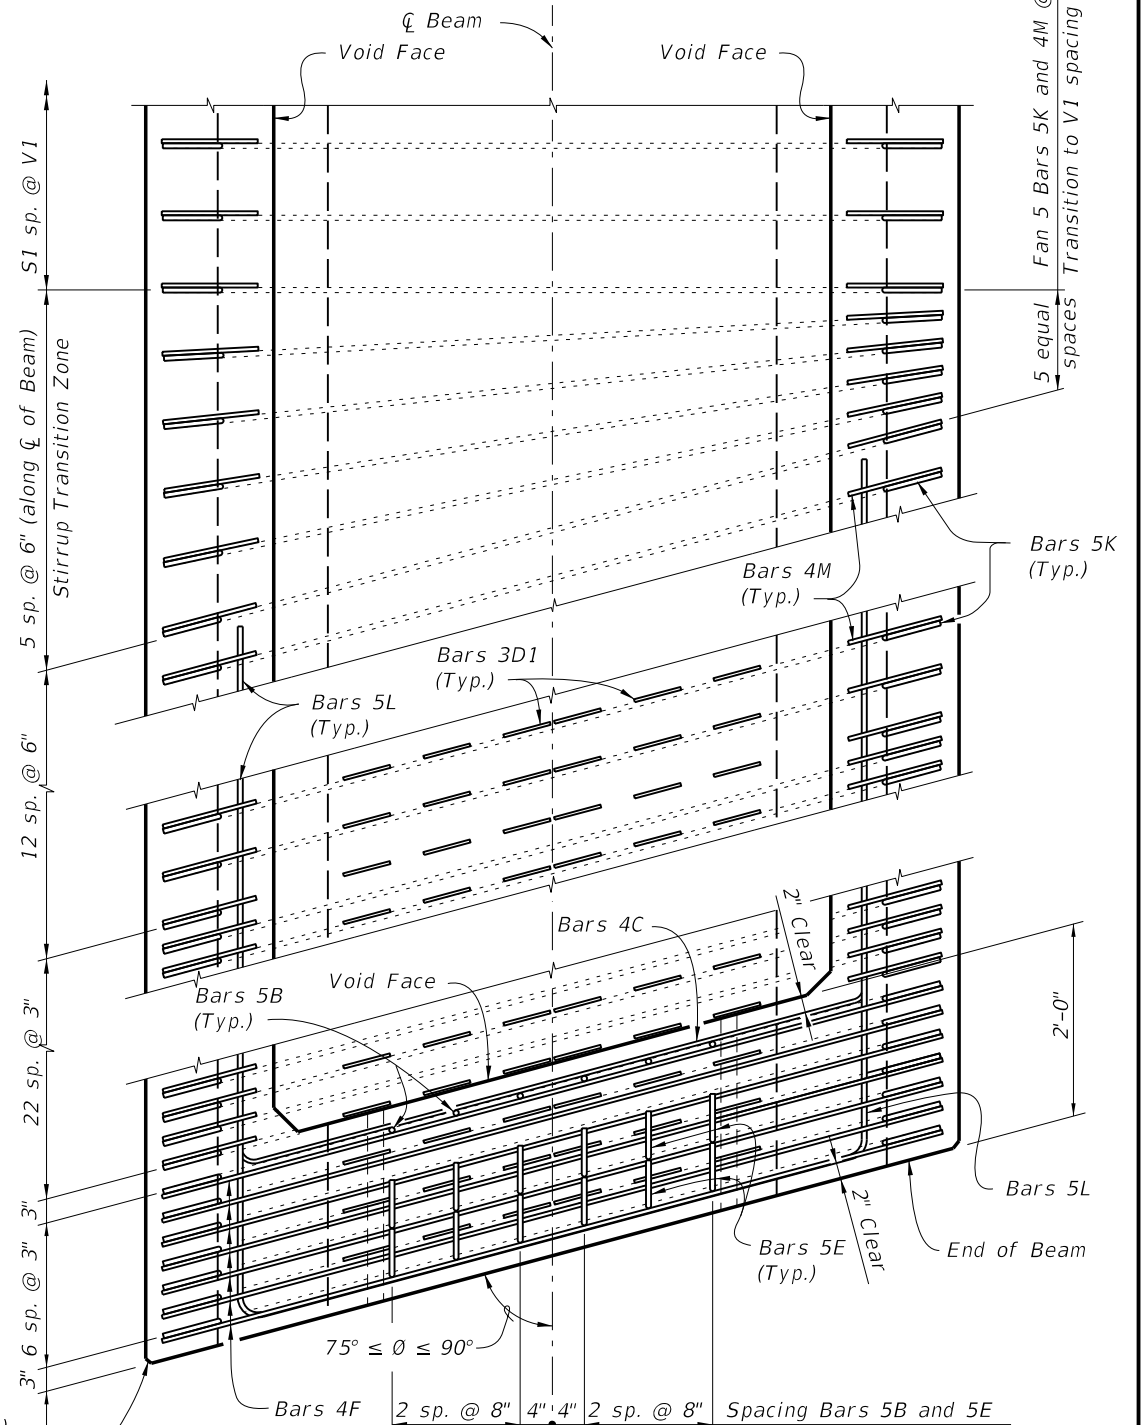 ℄ Beam
Void Face
Void Face
Fan 5 Bars 5K and 4M @
Transition to V1 spacing
S1 sp. @ V1
5 equal
spaces
5 sp. @ 6" (along ℄ of Beam)
Stirrup Transition Zone
Bars 5K
(Typ.)
Bars 4M
(Typ.)
Bars 3D1
(Typ.)
Bars 5L
(Typ.)
12 sp. @ 6"
2" Clear
Bars 4C
Void Face
Bars 5B
(Typ.)
2'-0"
22 sp. @ 3"
Bars 5L
3"
2" Clear
Bars 5E
(Typ.)
End of Beam
6 sp. @ 3"
75° ≤ Ø ≤ 90°
3"
Bars 4F
2 sp. @ 8"
4"
4"
2 sp. @ 8"
Spacing Bars 5B and 5E
)